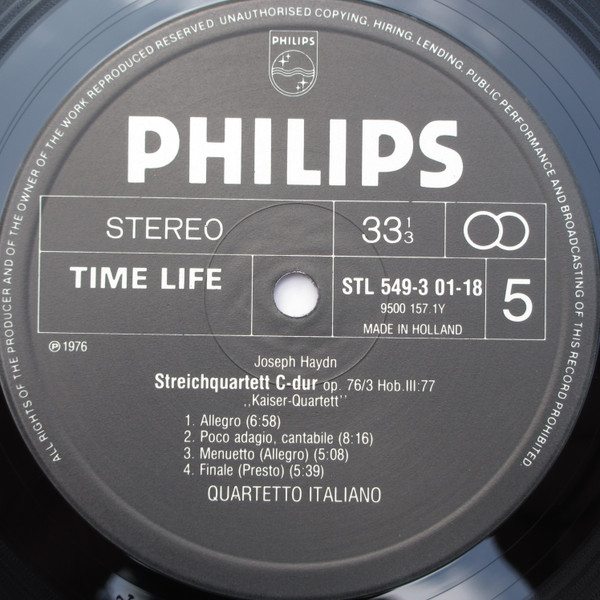 ALL RIGHTS OF THE PRODUCER AND OF THE OWNER OF THE WORK REPRODUCED RESERVED UNAUTHORISED COPYING, HIRING, LENDING, PUBLIC PERFORMANCE AND BROADCASTING OF THIS RECORD PROHIBITED.
PHILIPS
PHILIPS
STEREO
33 1/3
TIME LIFE
STL 549-3 01-18
9500 157.1Y
MADE IN HOLLAND
5
℗ 1976
Joseph Haydn
Streichquartett C-dur op. 76/3 Hob.III:77
,,Kaiser-Quartett''
1. Allegro (6:58)
2. Poco adagio, cantabile (8:16)
3. Menuetto (Allegro) (5:08)
4. Finale (Presto) (5:39)
QUARTETTO ITALIANO